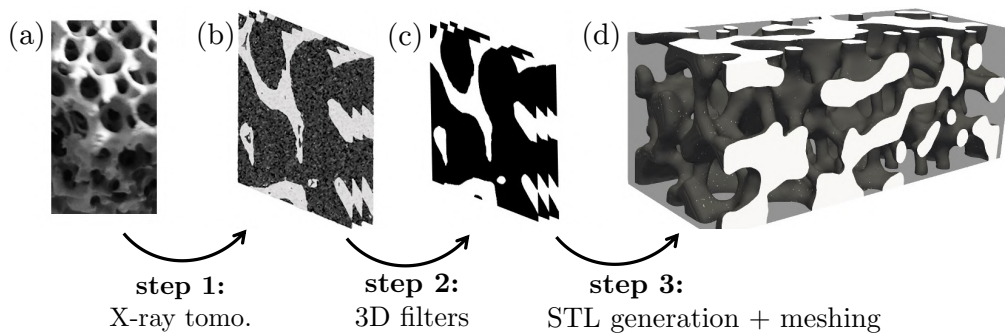 (a)
(b)
(c)
(d)
step 1:
X-ray tomo.
step 2:
3D filters
step 3:
STL generation + meshing